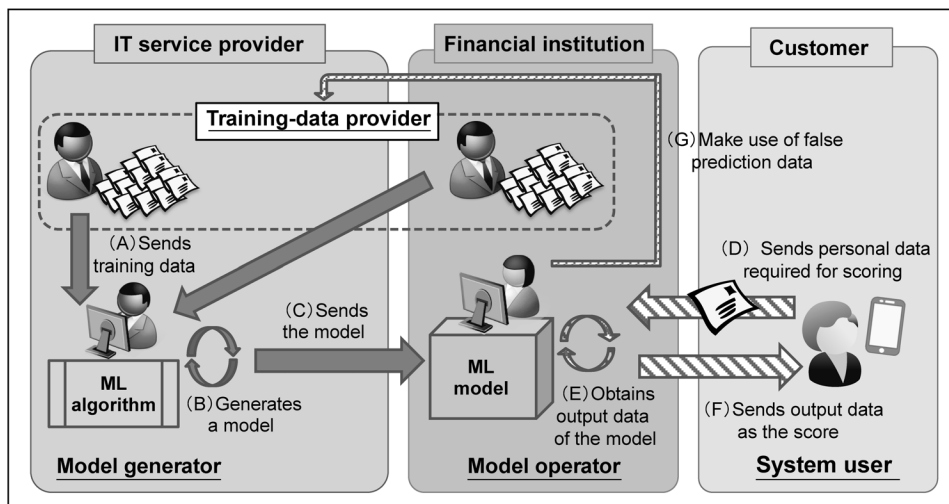 IT service provider
Financial institution
Customer
Training-data provider
(G) Make use of false
prediction data
(A) Sends
training data
(D) Sends personal data
required for scoring
(C) Sends
the model
ML
algorithm
(B) Generates
a model
ML
model
(E) Obtains
output data
of the model
(F) Sends output data
as the score
Model generator
Model operator
System user